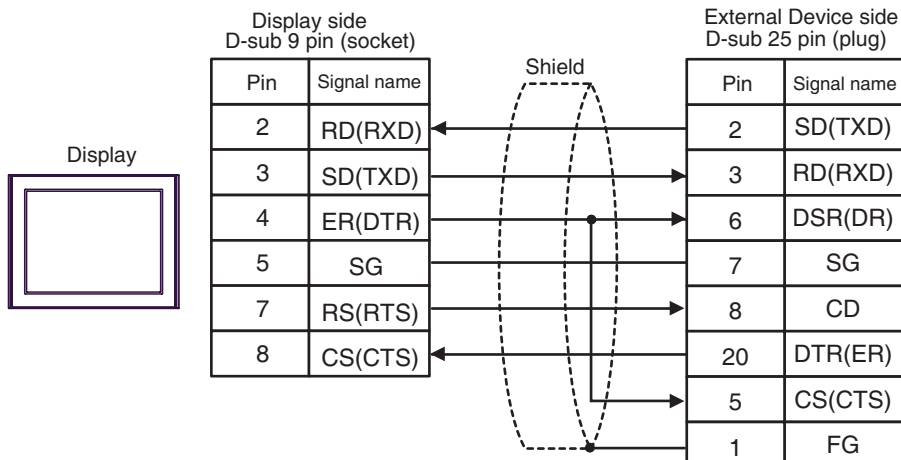 Display side
D-sub 9 pin (socket)
External Device side
D-sub 25 pin (plug)
Pin Signal name
Shield
Pin Signal name
2 RD(RXD) 2 SD(TXD)
Display
3 SD(TXD) 3 RD(RXD)
4 ER(DTR) 6 DSR(DR)
5 SG 7 SG
7 RS(RTS) 8 CD
8 CS(CTS) 20 DTR(ER)
5 CS(CTS)
1 FG